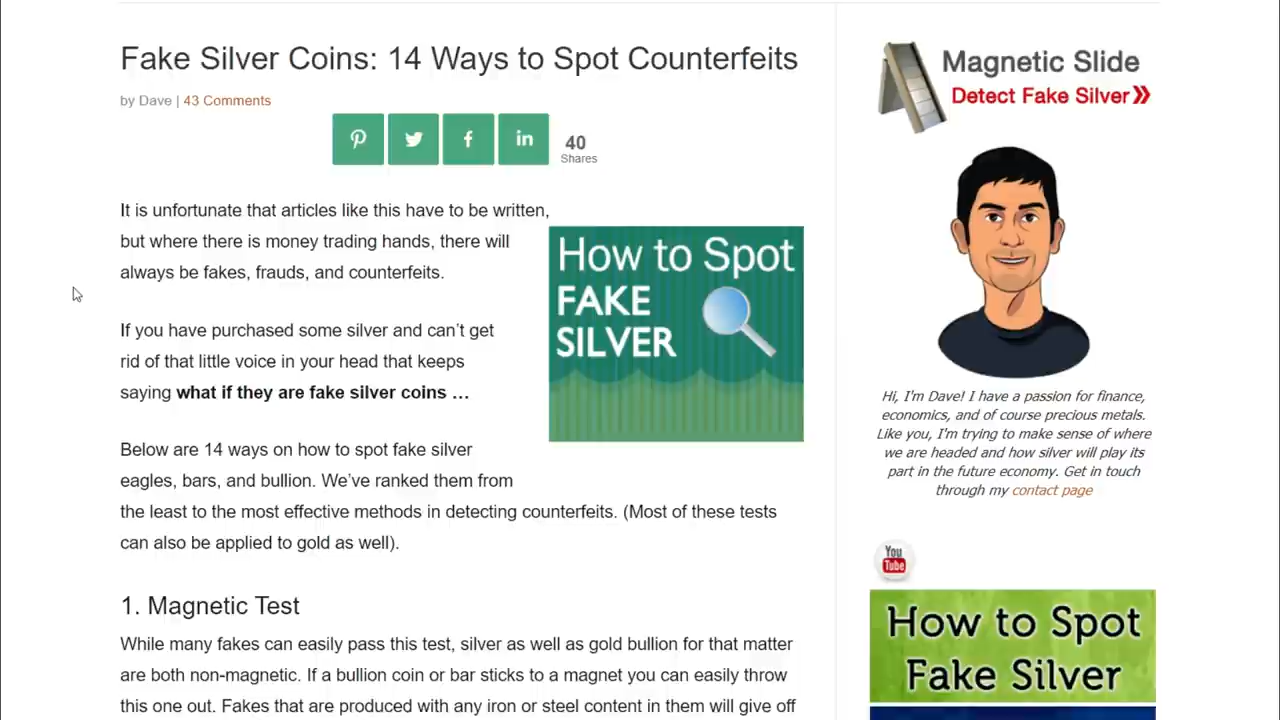 Fake Silver Coins: 14 Ways to Spot Counterfeits
by Dave | 43 Comments
40
Shares
It is unfortunate that articles like this have to be written,
but where there is money trading hands, there will
always be fakes, frauds, and counterfeits.
If you have purchased some silver and can't get
rid of that little voice in your head that keeps
saying what if they are fake silver coins …
How to Spot
FAKE
SILVER
Below are 14 ways on how to spot fake silver
eagles, bars, and bullion. We've ranked them from
the least to the most effective methods in detecting counterfeits. (Most of these tests
can also be applied to gold as well).
1. Magnetic Test
While many fakes can easily pass this test, silver as well as gold bullion for that matter
are both non-magnetic. If a bullion coin or bar sticks to a magnet you can easily throw
this one out. Fakes that are produced with any iron or steel content in them will give off
Magnetic Slide
Detect Fake Silver
Hi, I'm Dave! I have a passion for finance,
economics, and of course precious metals.
Like you, I'm trying to make sense of where
we are headed and how silver will play its
part in the future economy. Get in touch
through my contact page
You
Tube
How to Spot
Fake Silver